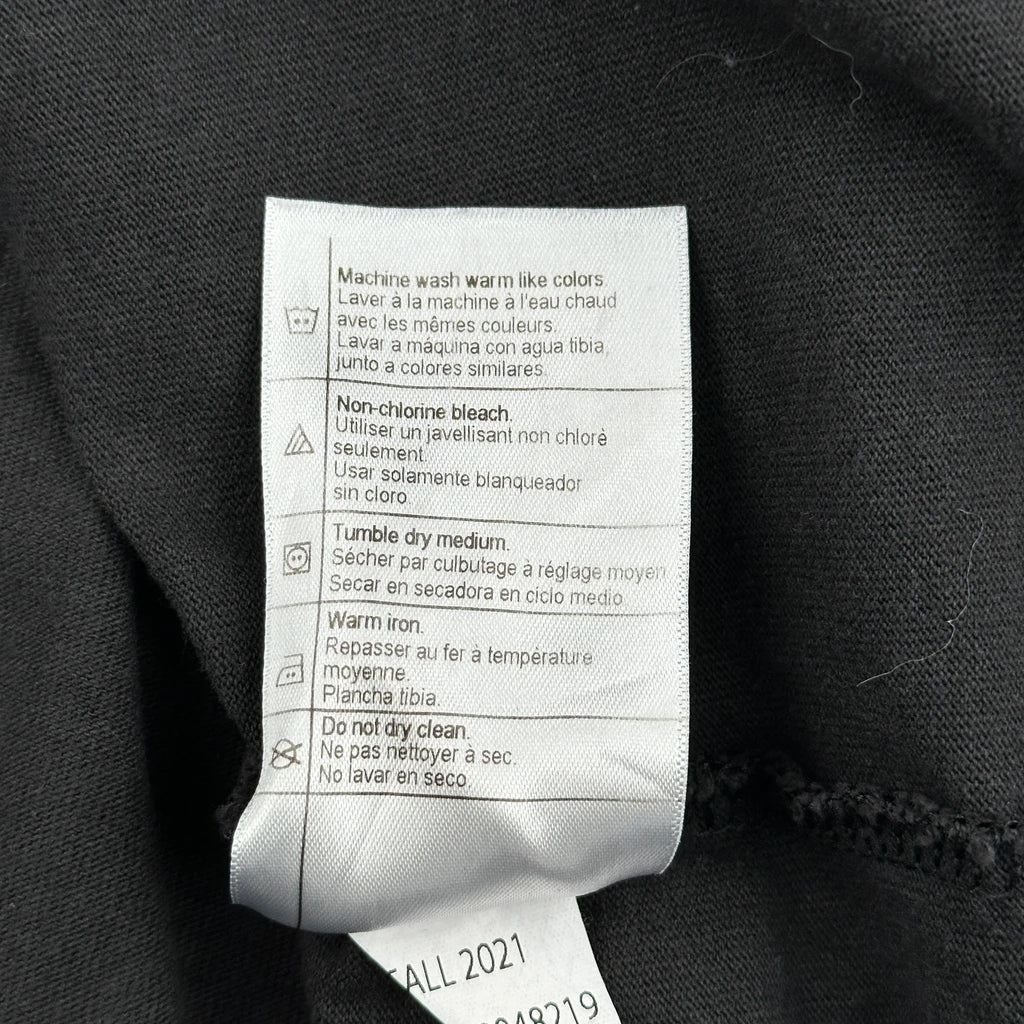 Machine wash warm like colors
Laver à la machine à l'eau chaud
avec les mêmes couleurs.
Lavar a máquina con agua tibia,
junto a colores similares.
Non-chlorine bleach.
Utiliser un javellisant non chloré
seulement.
Usar solamente blanqueador
sin cloro.
Tumble dry medium.
Sécher par culbutage à réglage moyen
Secar en secadora en ciclo medio
Warm iron.
Repasser au fer à température
moyenne.
Plancha tibia.
Do not dry clean.
Ne pas nettoyer à sec.
No lavar en seco
FALL 2021
48219